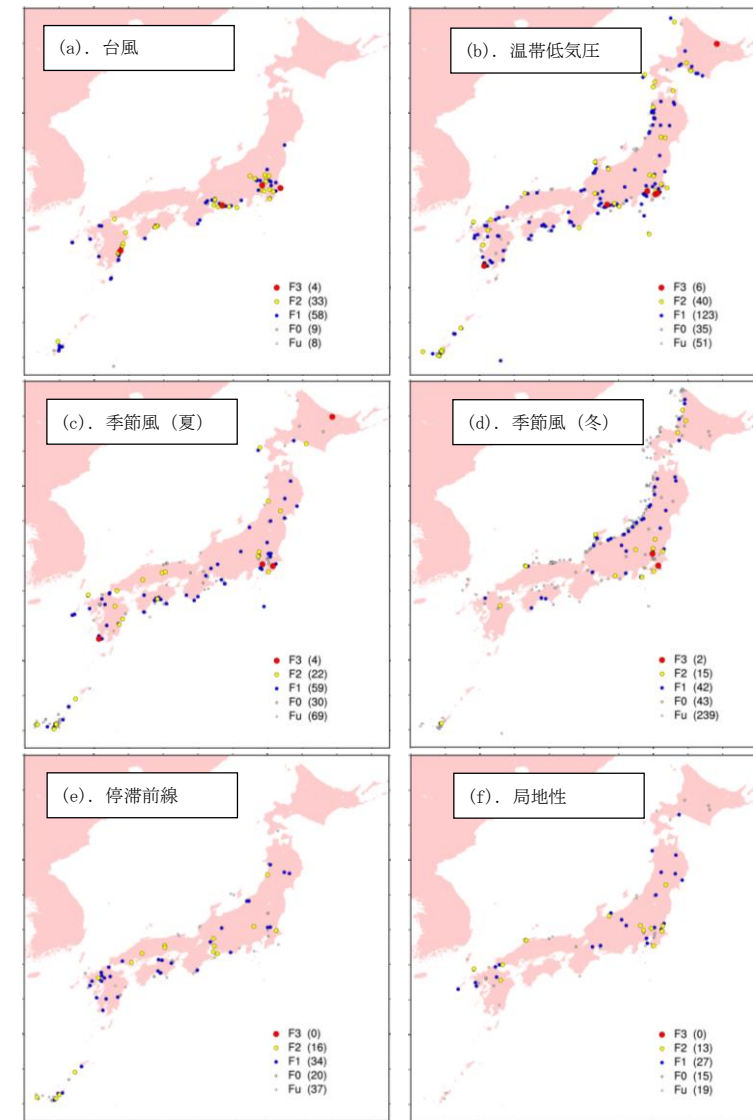 (a). 台風
F3 (4)
F2 (33)
F1 (58)
F0 (9)
Fu (8)
(b). 温帯低気圧
F3 (6)
F2 (40)
F1 (123)
F0 (35)
Fu (51)
(c). 季節風（夏）
F3 (4)
F2 (22)
F1 (59)
F0 (30)
Fu (69)
(d). 季節風（冬）
F3 (2)
F2 (15)
F1 (42)
F0 (43)
Fu (239)
(e). 停滞前線
F3 (0)
F2 (16)
F1 (34)
F0 (20)
Fu (37)
(f). 局地性
F3 (0)
F2 (13)
F1 (27)
F0 (15)
Fu (19)